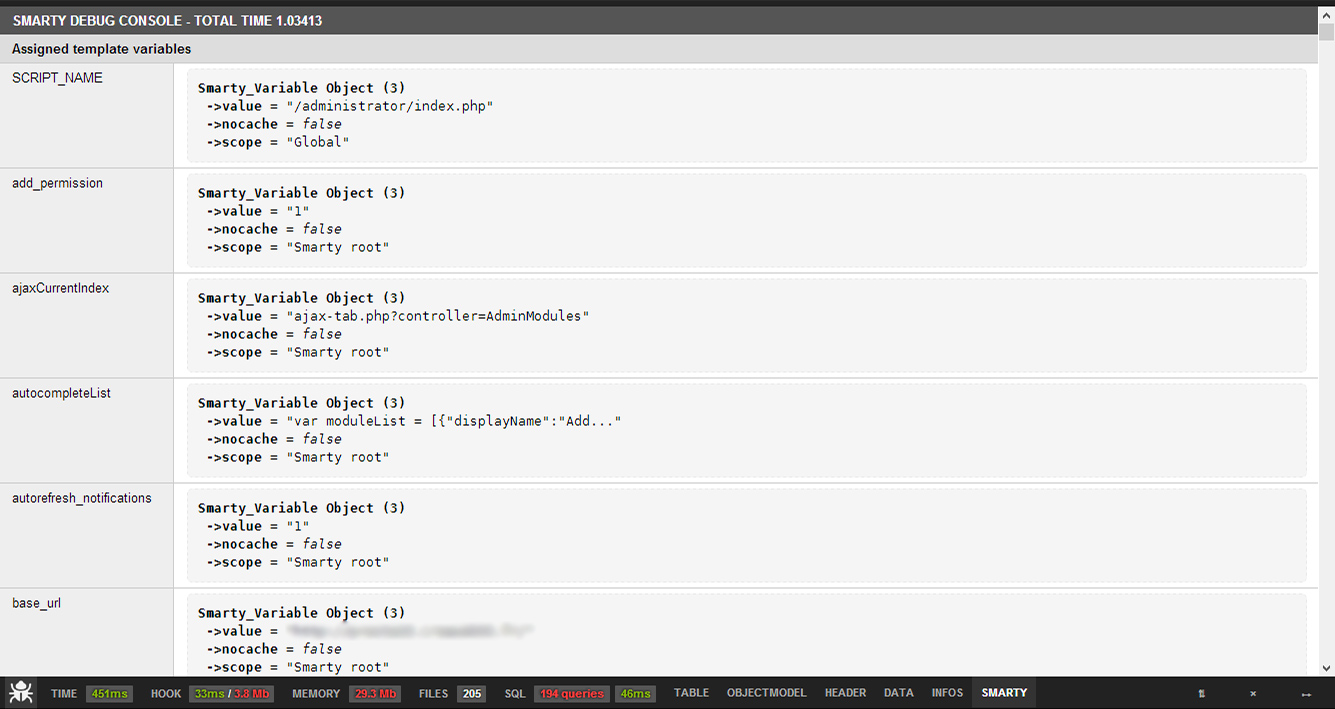 SMARTY DEBUG CONSOLE - TOTAL TIME 1.03413
Assigned template variables
SCRIPT_NAME
Smarty_Variable Object (3)
->value = "/administrator/index.php"
->nocache = false
->scope = "Global"
add_permission
Smarty_Variable Object (3)
->value = "1"
->nocache = false
->scope = "Smarty root"
ajaxCurrentIndex
Smarty_Variable Object (3)
->value = "ajax-tab.php?controller=AdminModules"
->nocache = false
->scope = "Smarty root"
autocompleteList
Smarty_Variable Object (3)
->value = "var moduleList = [{"displayName":"Add..."
->nocache = false
->scope = "Smarty root"
autorefresh_notifications
Smarty_Variable Object (3)
->value = "1"
->nocache = false
->scope = "Smarty root"
base_url
Smarty_Variable Object (3)
->value =
->nocache = false
->scope = "Smarty root"
TIME 451ms HOOK 33ms / 3.8 Mb MEMORY 29.3 Mb FILES 205 SQL 194 queries 46ms TABLE OBJECTMODEL HEADER DATA INFOS SMARTY